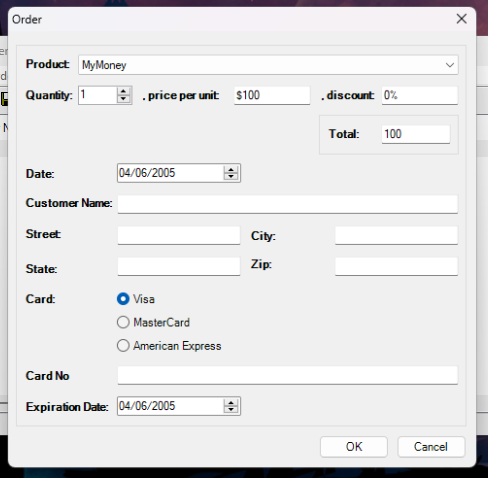 Order
Product: MyMoney
Quantity: 1 , price per unit: $100 , discount: 0%
Total: 100
Date: 04/06/2005
Customer Name:
Street: City:
State: Zip:
Card: Visa
MasterCard
American Express
Card No
Expiration Date: 04/06/2005
OK Cancel